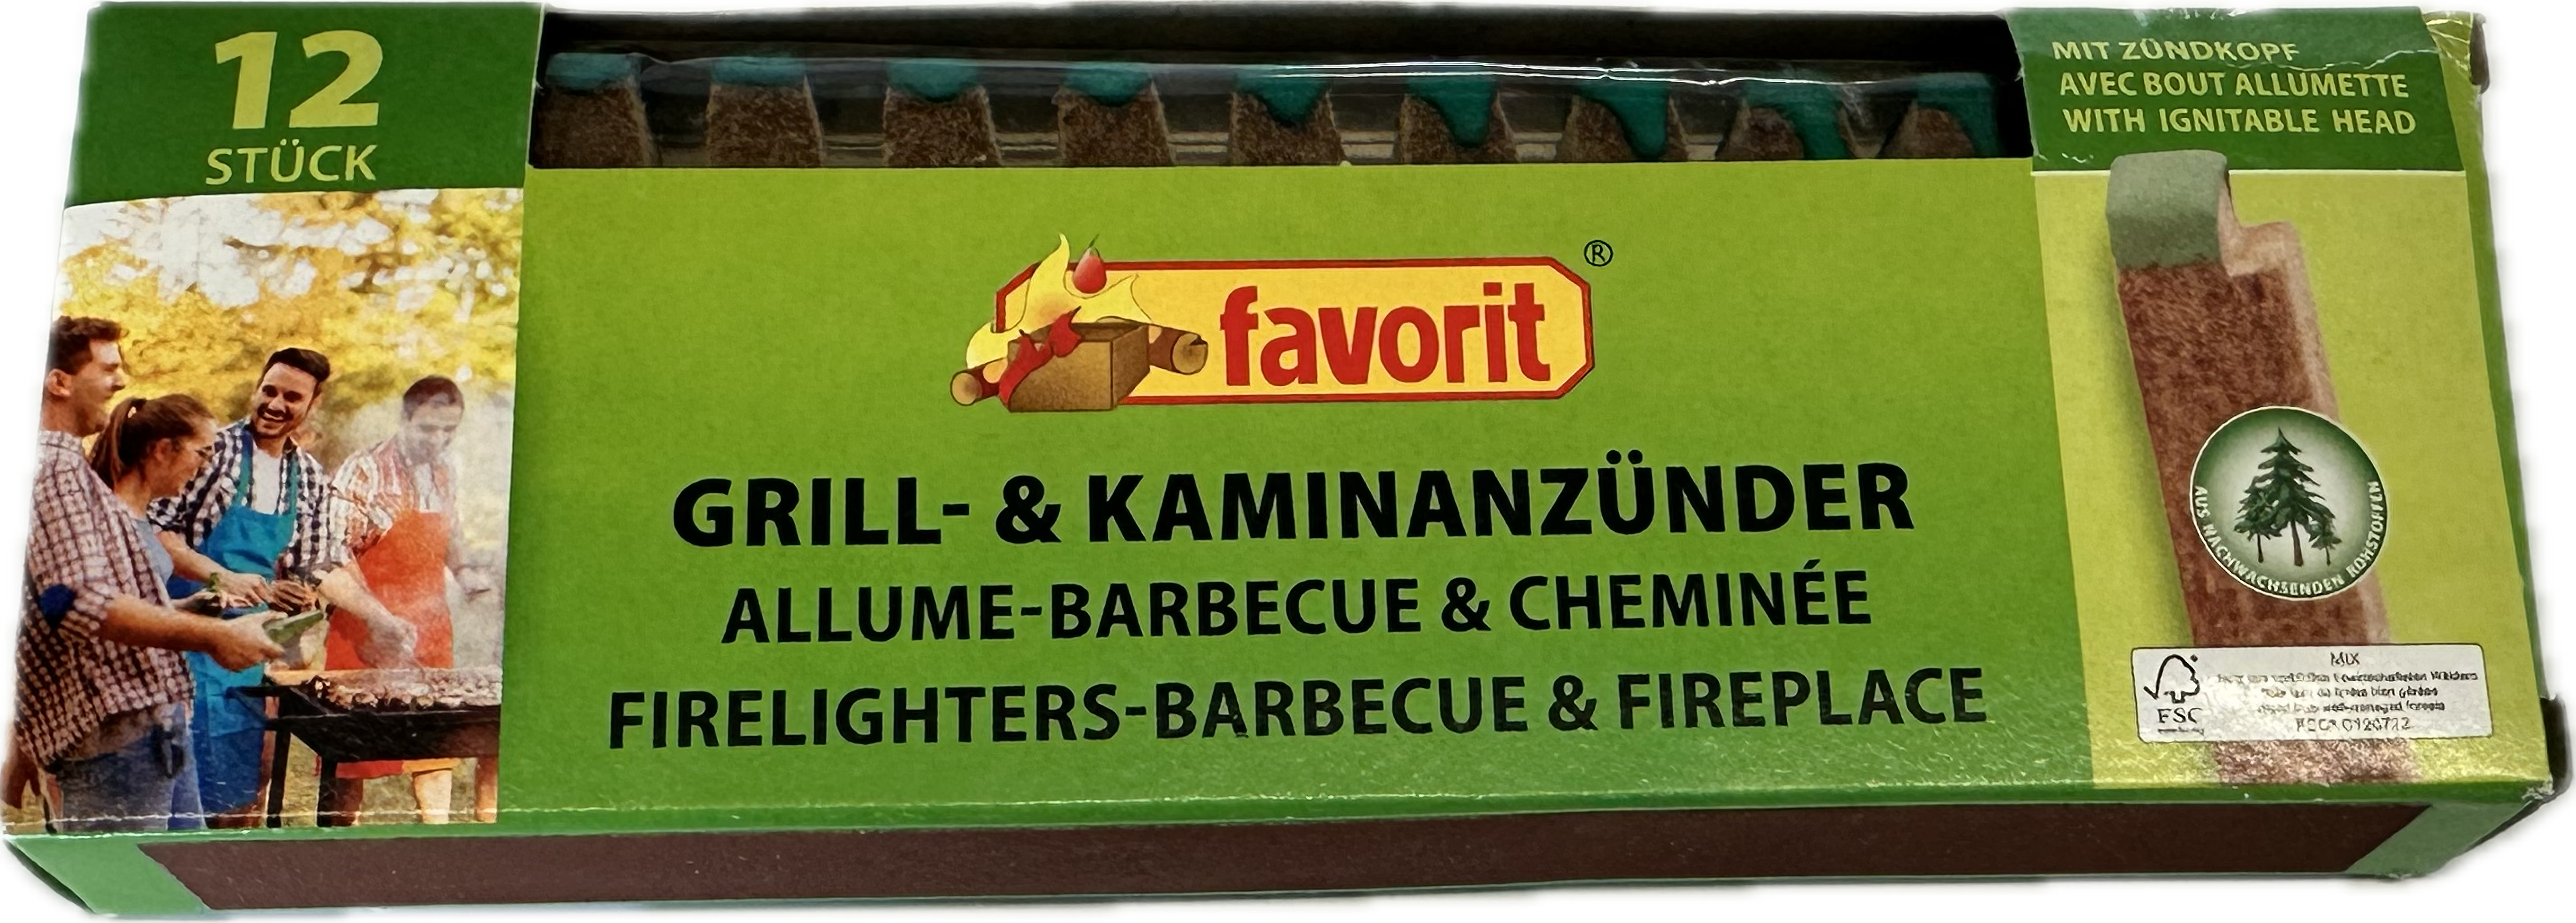 12
STÜCK
MIT ZÜNDKOPF
AVEC BOUT ALLUMETTE
WITH IGNITABLE HEAD
favorit®
GRILL- & KAMINANZÜNDER
ALLUME-BARBECUE & CHEMINÉE
FIRELIGHTERS-BARBECUE & FIREPLACE
AUS NACHWACHSENDEN ROHSTOFFEN
FSC
MIX